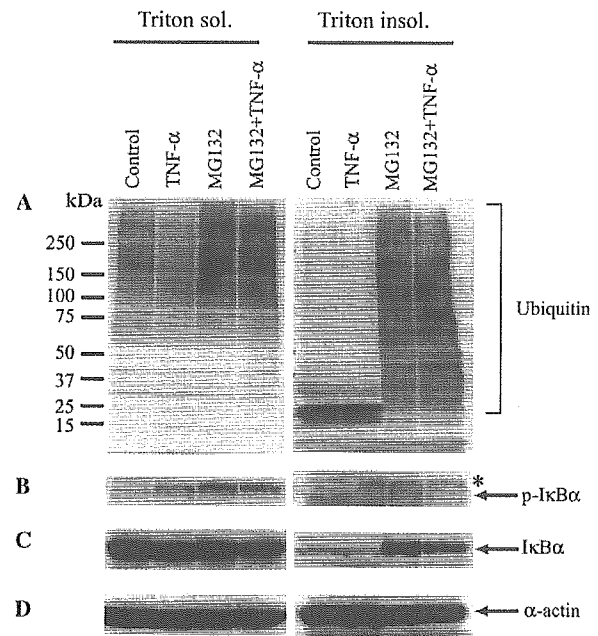 Triton sol. Triton insol.
Control TNF-α MG132 MG132+TNF-α Control TNF-α MG132 MG132+TNF-α
A kDa
250
150
100
75
50
37
25
15
Ubiquitin
B * p-IκBα
C IκBα
D α-actin